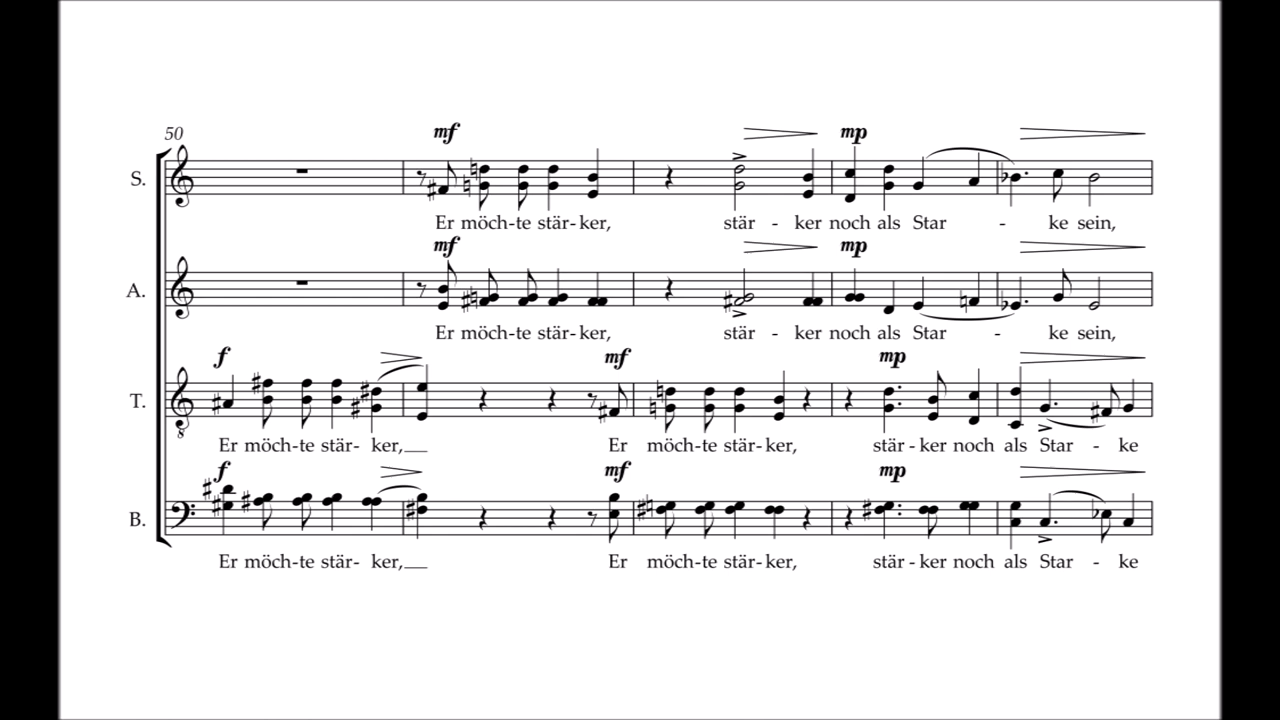 50
mf mp
S.
Er möch-te stär-ker, stär - ker noch als Star - ke sein,
mf mp
A.
Er möch-te stär-ker, stär - ker noch als Star - ke sein,
f mf mp
T.
8
Er möch-te stär- ker,__ Er möch-te stär-ker, stär-ker noch als Star - ke
f mf mp
B.
Er möch-te stär- ker,__ Er möch-te stär-ker, stär-ker noch als Star - ke